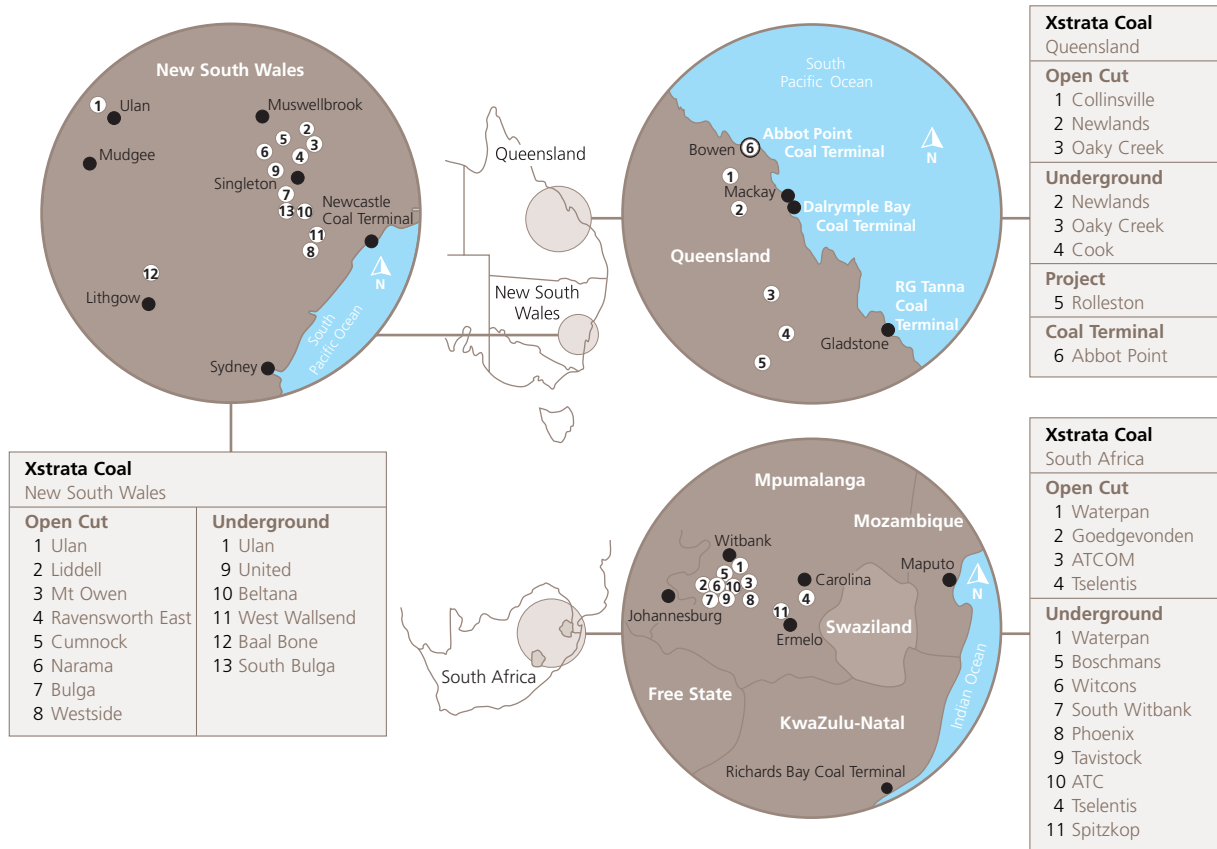 New South Wales
1
Ulan
Muswellbrook
2
5
3
6
4
Mudgee
9
Singleton
7
13
10
Newcastle
Coal Terminal
11
8
12
N
Lithgow
South
Pacific Ocean
Sydney
Queensland
New South
Wales
South
Pacific Ocean
Abbot Point
Coal Terminal
Bowen
6
N
1
Mackay
2
Dalrymple Bay
Coal Terminal
Queensland
RG Tanna
Coal
Terminal
3
4
Gladstone
5
Xstrata Coal
Queensland
Open Cut
1 Collinsville
2 Newlands
3 Oaky Creek
Underground
2 Newlands
3 Oaky Creek
4 Cook
Project
5 Rolleston
Coal Terminal
6 Abbot Point
Xstrata Coal
New South Wales
Open Cut
1 Ulan
2 Liddell
3 Mt Owen
4 Ravensworth East
5 Cumnock
6 Narama
7 Bulga
8 Westside
Underground
1 Ulan
9 United
10 Beltana
11 West Wallsend
12 Baal Bone
13 South Bulga
South Africa
Mpumalanga
Mozambique
Witbank
1
5
2
6
10
3
7
9
8
Johannesburg
Carolina
4
11
Ermelo
Maputo
N
Swaziland
Free State
KwaZulu-Natal
Indian Ocean
Richards Bay Coal Terminal
Xstrata Coal
South Africa
Open Cut
1 Waterpan
2 Goedgevonden
3 ATCOM
4 Tselentis
Underground
1 Waterpan
5 Boschmans
6 Witcons
7 South Witbank
8 Phoenix
9 Tavistock
10 ATC
4 Tselentis
11 Spitzkop